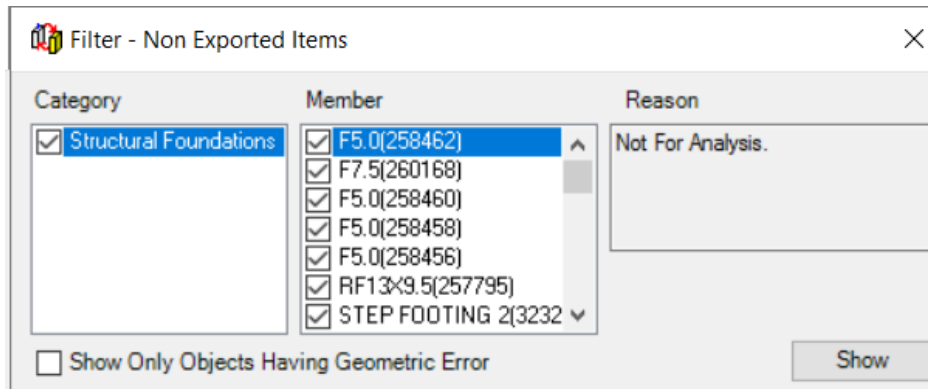 Filter - Non Exported Items
Category
Member
Reason
Structural Foundations
F5.0(258462)
F7.5(260168)
F5.0(258460)
F5.0(258458)
F5.0(258456)
RF13X9.5(257795)
STEP FOOTING 2(3232
Not For Analysis.
Show Only Objects Having Geometric Error
Show